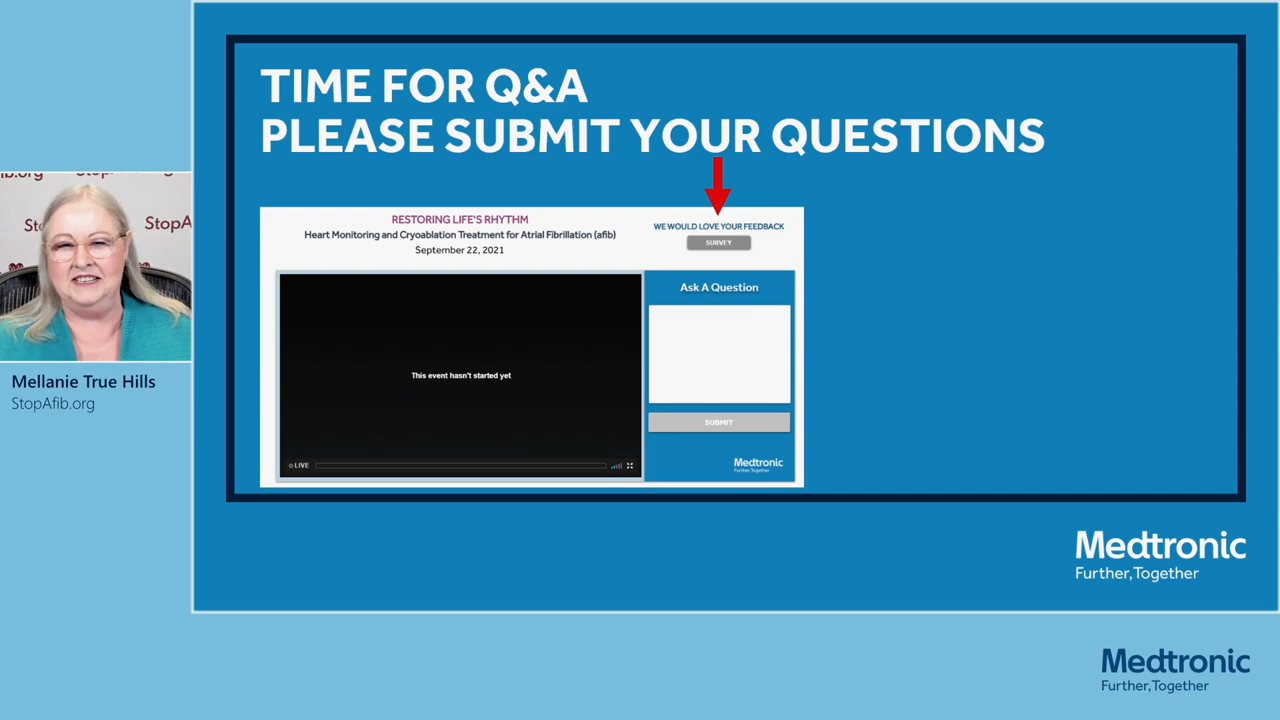 TIME FOR Q&A
PLEASE SUBMIT YOUR QUESTIONS
RESTORING LIFE'S RHYTHM
Heart Monitoring and Cryoablation Treatment for Atrial Fibrillation (afib)
September 22, 2021
WE WOULD LOVE YOUR FEEDBACK
SURVEY
This event hasn't started yet
LIVE
Ask A Question
SUBMIT
Medtronic
Further, Together
Mellanie True Hills
StopAfib.org
Medtronic
Further,Together
Medtronic
Further,Together